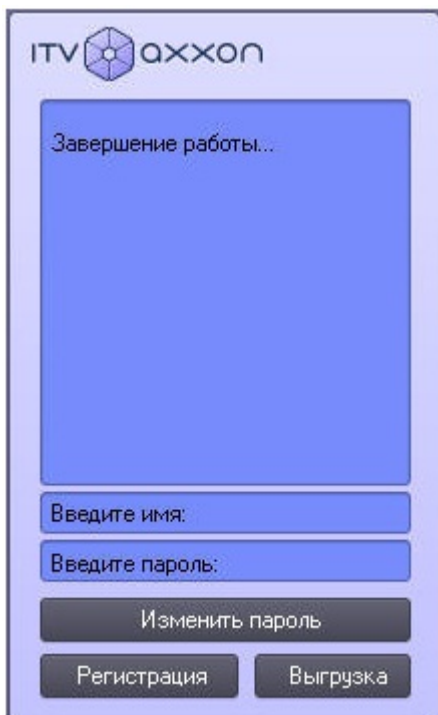 ITV axxon
Завершение работы...
Введите имя:
Введите пароль:
Изменить пароль
Регистрация Выгрузка